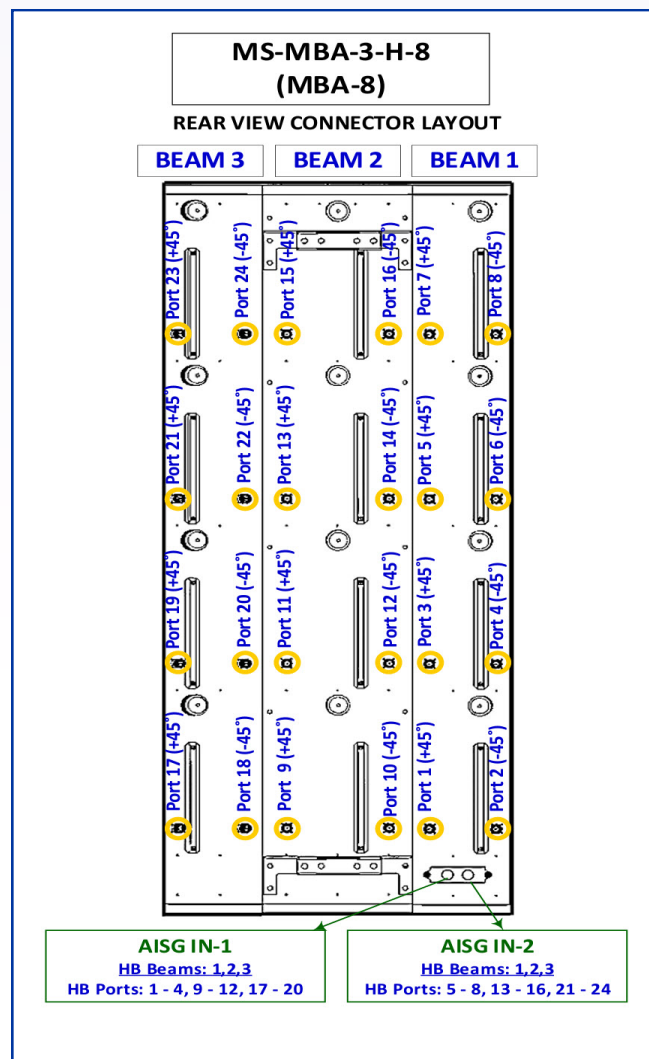 MS-MBA-3-H-8
(MBA-8)
REAR VIEW CONNECTOR LAYOUT
BEAM 3
BEAM 2
BEAM 1
Port 23 (+45°)
Port 24 (-45°)
Port 15 (+45°)
Port 16 (-45°)
Port 7 (+45°)
Port 8 (-45°)
Port 21 (+45°)
Port 22 (-45°)
Port 13 (+45°)
Port 14 (-45°)
Port 5 (+45°)
Port 6 (-45°)
Port 19 (+45°)
Port 20 (-45°)
Port 11 (+45°)
Port 12 (-45°)
Port 3 (+45°)
Port 4 (-45°)
Port 17 (+45°)
Port 18 (-45°)
Port 9 (+45°)
Port 10 (-45°)
Port 1 (+45°)
Port 2 (-45°)
AISG IN-1
HB Beams: 1,2,3
HB Ports: 1 - 4, 9 - 12, 17 - 20
AISG IN-2
HB Beams: 1,2,3
HB Ports: 5 - 8, 13 - 16, 21 - 24